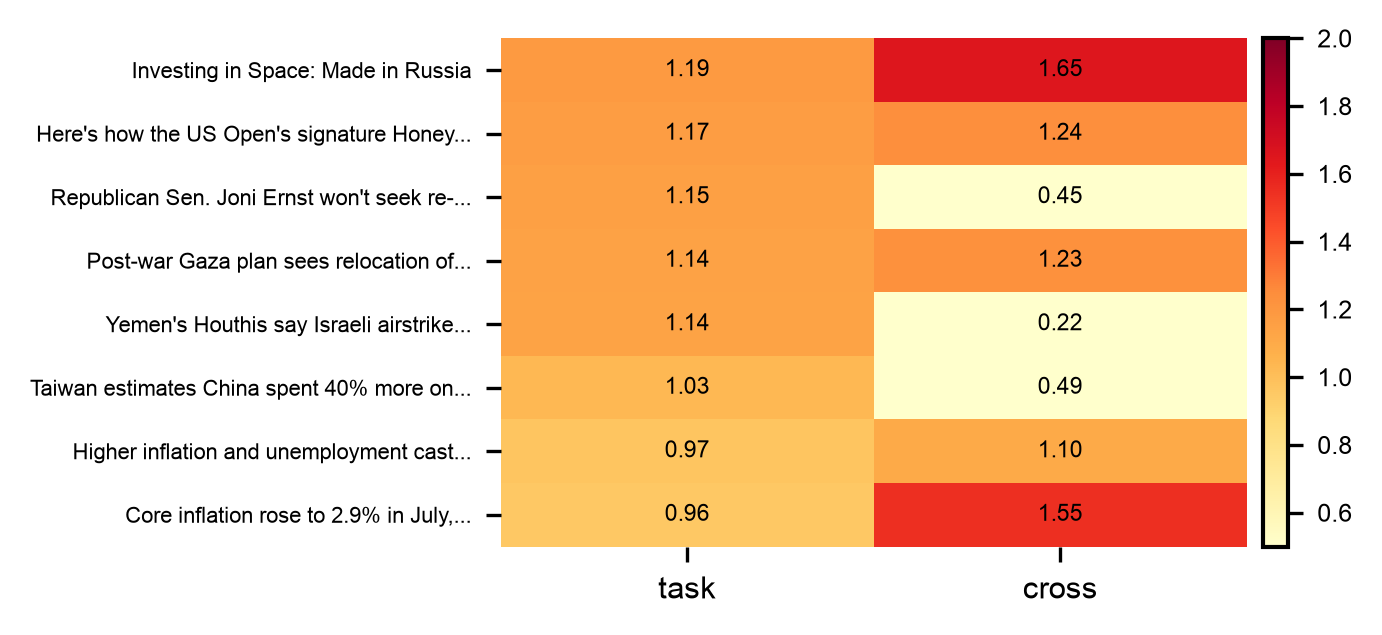 2.0
Investing in Space: Made in Russia 1.19 1.65
1.8
Here's how the US Open's signature Honey... 1.17 1.24
1.6
Republican Sen. Joni Ernst won't seek re-... 1.15 0.45
1.4
Post-war Gaza plan sees relocation of... 1.14 1.23
1.2
Yemen's Houthis say Israeli airstrike... 1.14 0.22
1.0
Taiwan estimates China spent 40% more on... 1.03 0.49
0.8
Higher inflation and unemployment cast... 0.97 1.10
0.6
Core inflation rose to 2.9% in July,... 0.96 1.55
task cross